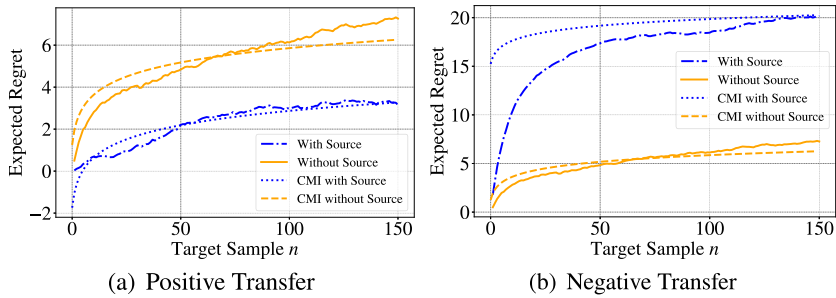 Expected Regret
6
4
2
0
−2
0
50
100
150
Target Sample n
With Source
Without Source
CMI with Source
CMI without Source
(a) Positive Transfer
Expected Regret
20
15
10
5
0
0
50
100
150
Target Sample n
With Source
Without Source
CMI with Source
CMI without Source
(b) Negative Transfer